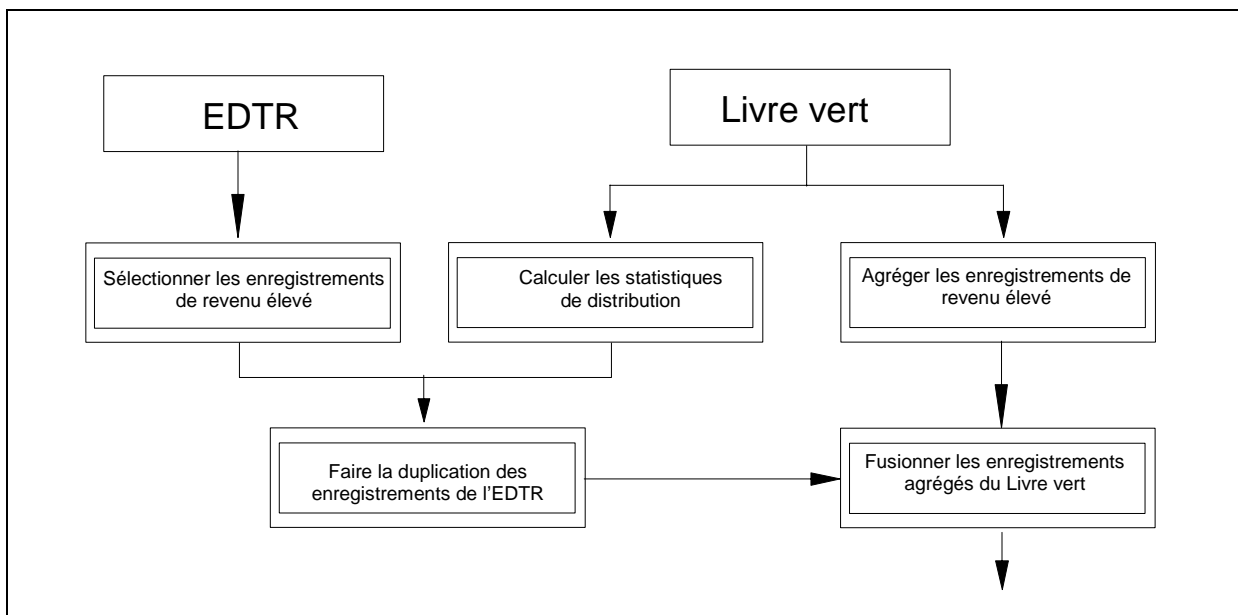 EDTR
Livre vert
Sélectionner les enregistrements
de revenu élevé
Calculer les statistiques
de distribution
Agréger les enregistrements de
revenu élevé
Faire la duplication des
enregistrements de l'EDTR
Fusionner les enregistrements
agrégés du Livre vert